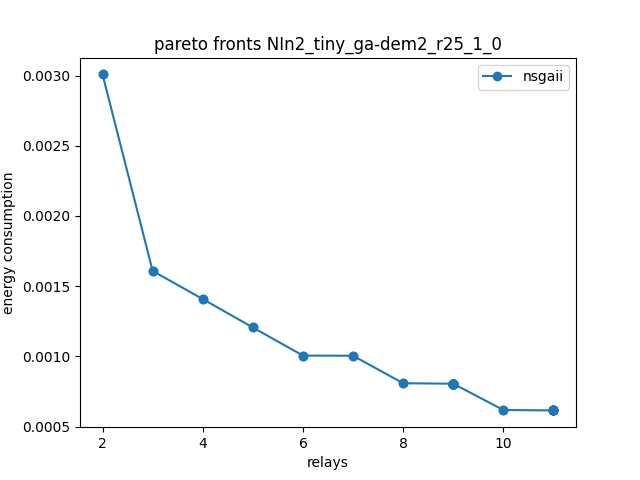 pareto fronts NIn2_tiny_ga-dem2_r25_1_0
nsgaii
energy consumption
0.0030
0.0025
0.0020
0.0015
0.0010
0.0005
2 4 6 8 10
relays